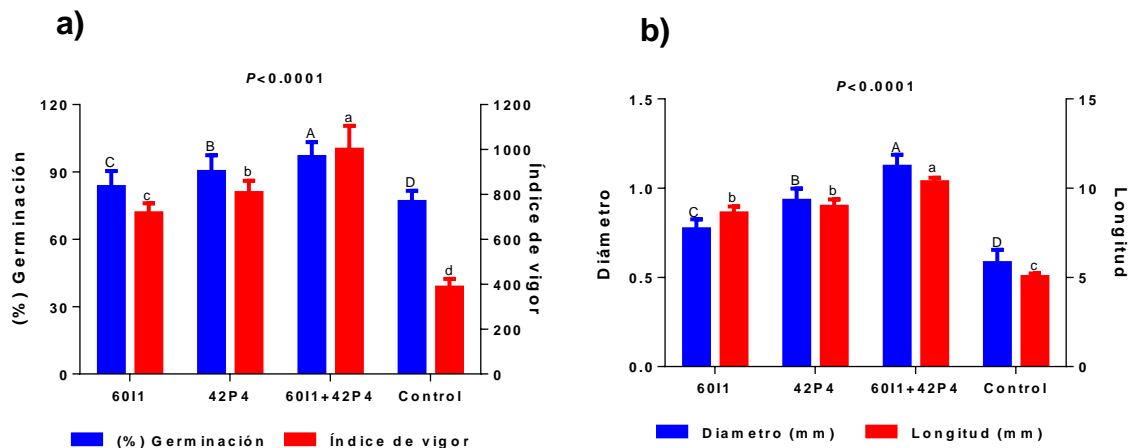 a)
P<0.0001
120
90
60
30
0
(%) Germinación
1200
1000
800
600
400
200
0
Índice de vigor
C
c
B
b
A
a
D
d
60I1
42P4
60I1+42P4
Control
(%) Germinación
Índice de vigor
b)
P<0.0001
1.5
1.0
0.5
0.0
Diámetro
15
10
5
0
Longitud
C
b
B
b
A
a
D
c
60I1
42P4
60I1+42P4
Control
Diametro (mm)
Longitud (mm)